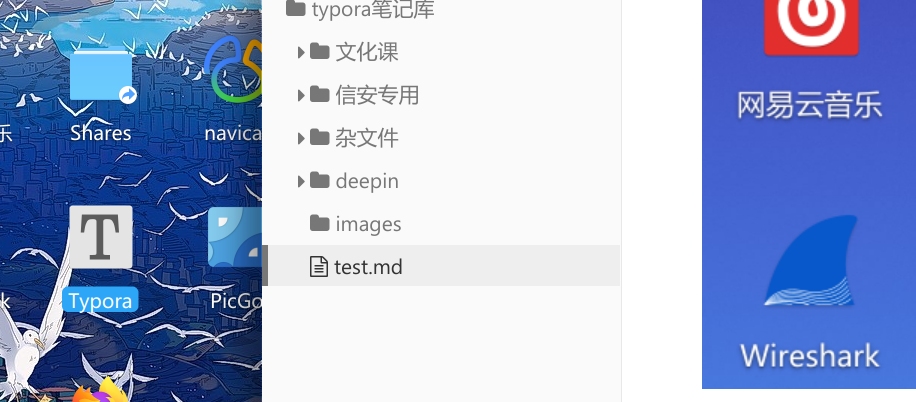 typora笔记库
文化课
信安专用
杂文件
deepin
images
test.md
乐
Shares
navica
T
Typora
PicGo
k
网易云音乐
Wireshark